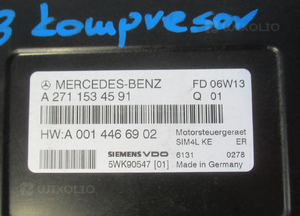 kompresor
MERCEDES-BENZ FD 06W13
A 271 153 45 91 Q 01
HW:A 001 446 69 02 Motorsteuergeraet
SIM4L KE ER
SIEMENS VDO 6131 0278
5WK90547 [01] Made in Germany
UJIXOLIO